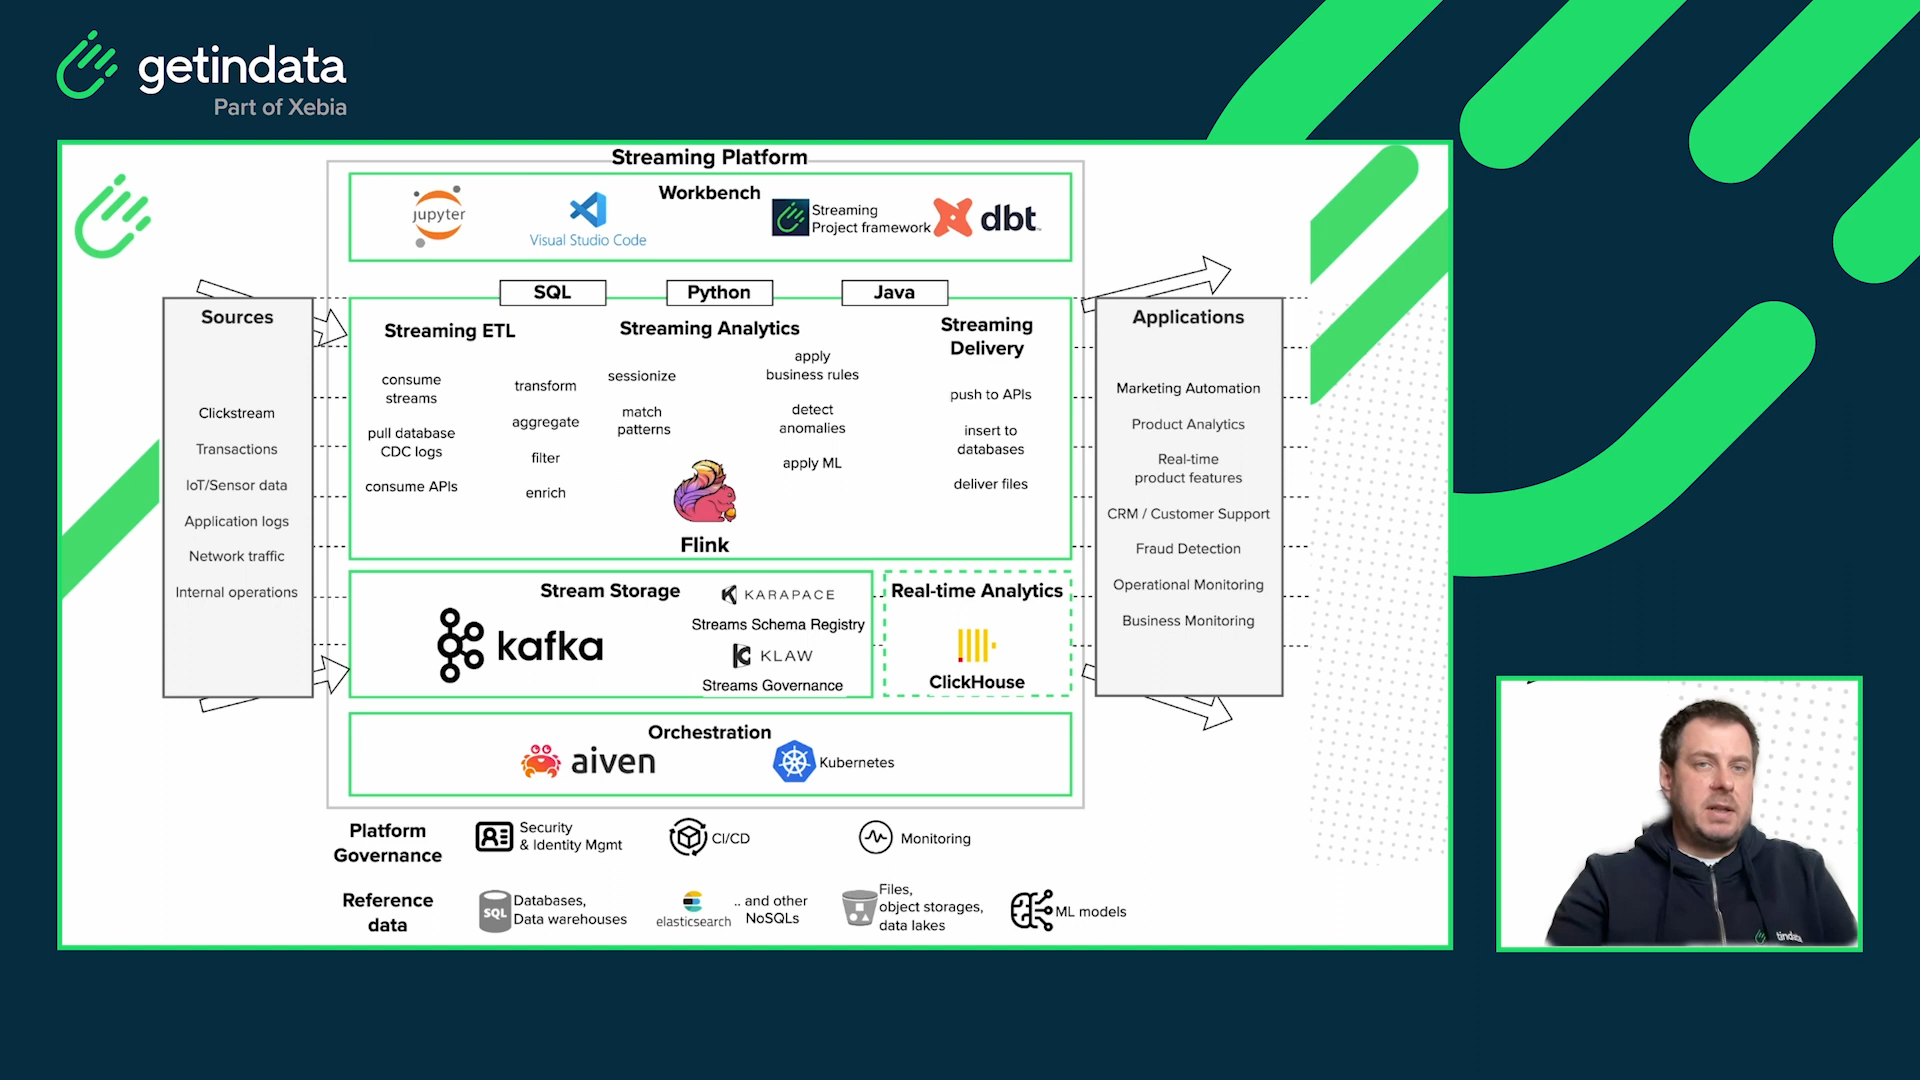 getindata
Part of Xebia
Streaming Platform
Workbench
jupyter
Visual Studio Code
Streaming
Project framework
dbt
SQL
Python
Java
Sources
Clickstream
Transactions
IoT/Sensor data
Application logs
Network traffic
Internal operations
Streaming ETL
consume
streams
pull database
CDC logs
consume APIs
transform
aggregate
filter
enrich
Streaming Analytics
sessionize
match
patterns
apply
business rules
detect
anomalies
apply ML
Flink
Streaming
Delivery
push to APIs
insert to
databases
deliver files
Applications
Marketing Automation
Product Analytics
Real-time
product features
CRM / Customer Support
Fraud Detection
Operational Monitoring
Business Monitoring
Stream Storage
kafka
KARAPACE
Streams Schema Registry
KLAW
Streams Governance
Real-time Analytics
ClickHouse
Orchestration
aiven
Kubernetes
Platform
Governance
Security
& Identity Mgmt
CI/CD
Monitoring
Reference
data
SQL
Databases,
Data warehouses
elasticsearch
.. and other
NoSQLs
Files,
object storages,
data lakes
ML models